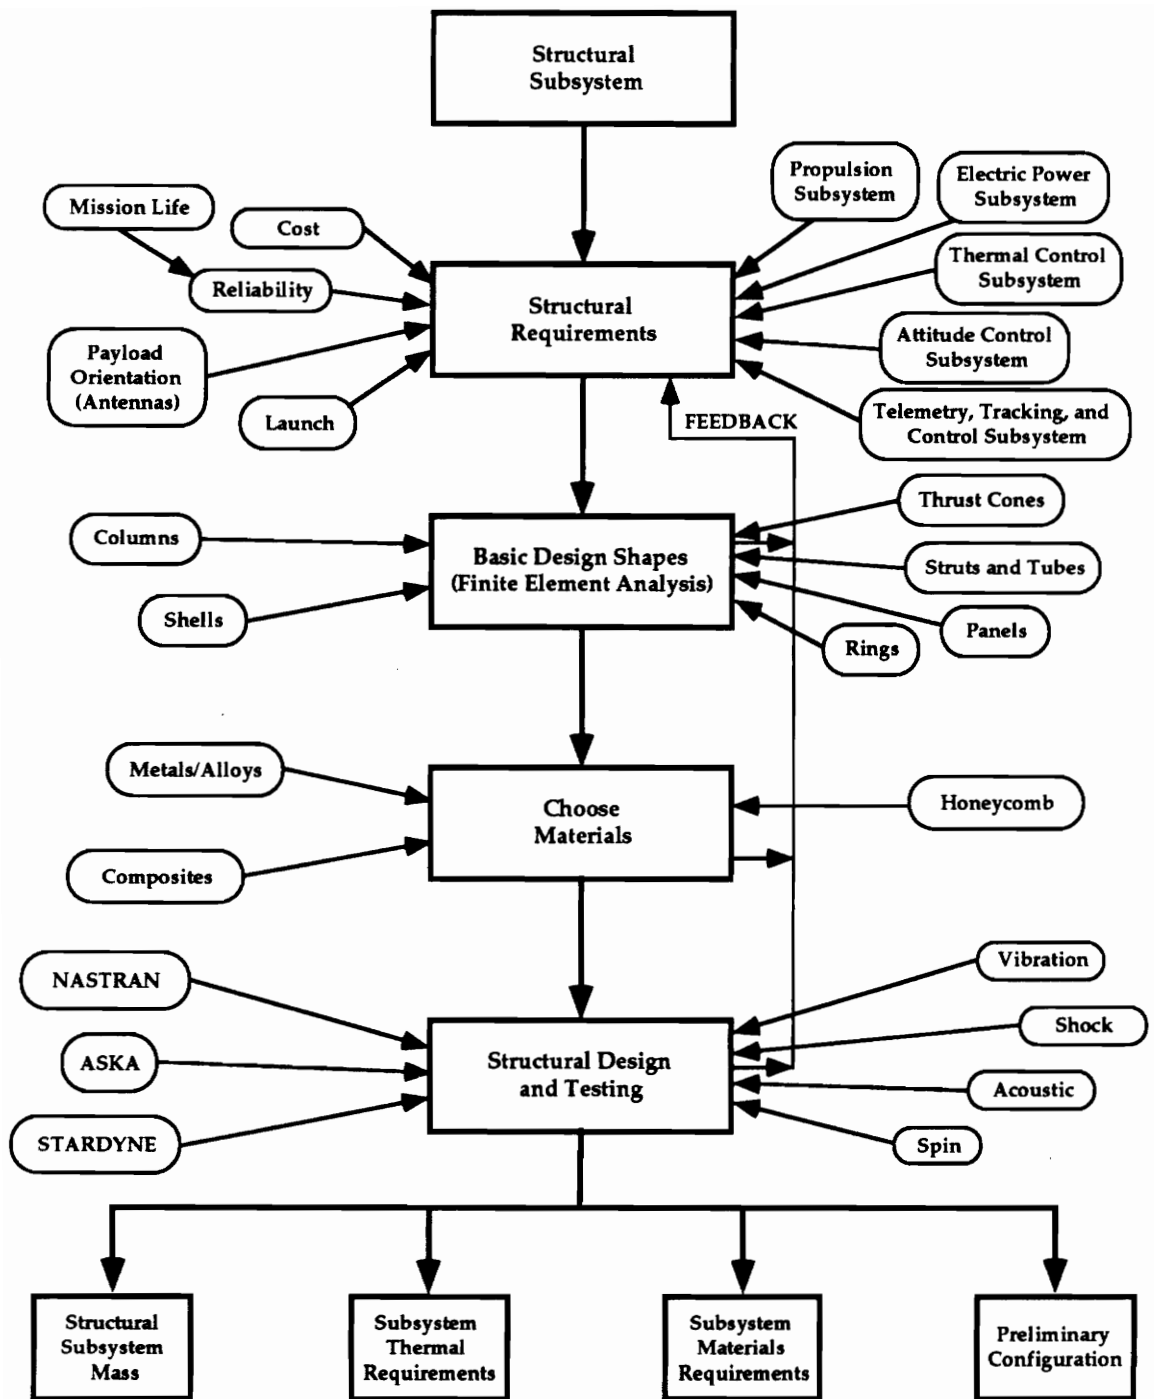 Structural
Subsystem
Propulsion
Subsystem
Electric Power
Subsystem
Mission Life
Cost
Thermal Control
Subsystem
Reliability
Structural
Requirements
Payload
Orientation
(Antennas)
Attitude Control
Subsystem
Launch
FEEDBACK
Telemetry, Tracking, and
Control Subsystem
Thrust Cones
Columns
Basic Design Shapes
(Finite Element Analysis)
Struts and Tubes
Shells
Rings
Panels
Metals/Alloys
Choose
Materials
Honeycomb
Composites
NASTRAN
Vibration
Shock
ASKA
Structural Design
and Testing
Acoustic
STARDYNE
Spin
Structural
Subsystem
Mass
Subsystem
Thermal
Requirements
Subsystem
Materials
Requirements
Preliminary
Configuration